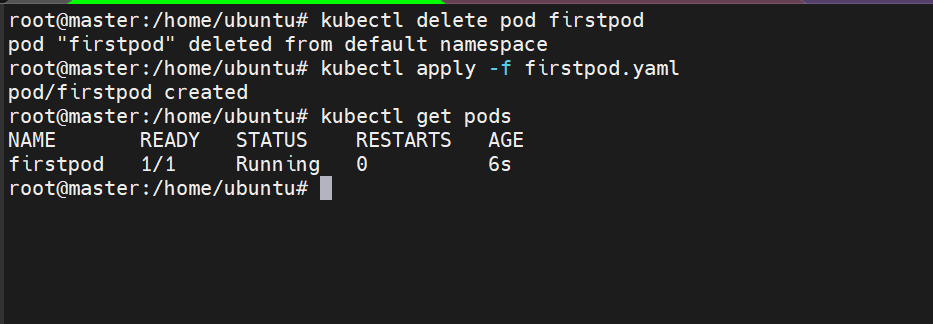 root@master:/home/ubuntu# kubectl delete pod firstpod
pod "firstpod" deleted from default namespace
root@master:/home/ubuntu# kubectl apply -f firstpod.yaml
pod/firstpod created
root@master:/home/ubuntu# kubectl get pods
NAME       READY   STATUS    RESTARTS   AGE
firstpod   1/1     Running   0          6s
root@master:/home/ubuntu#